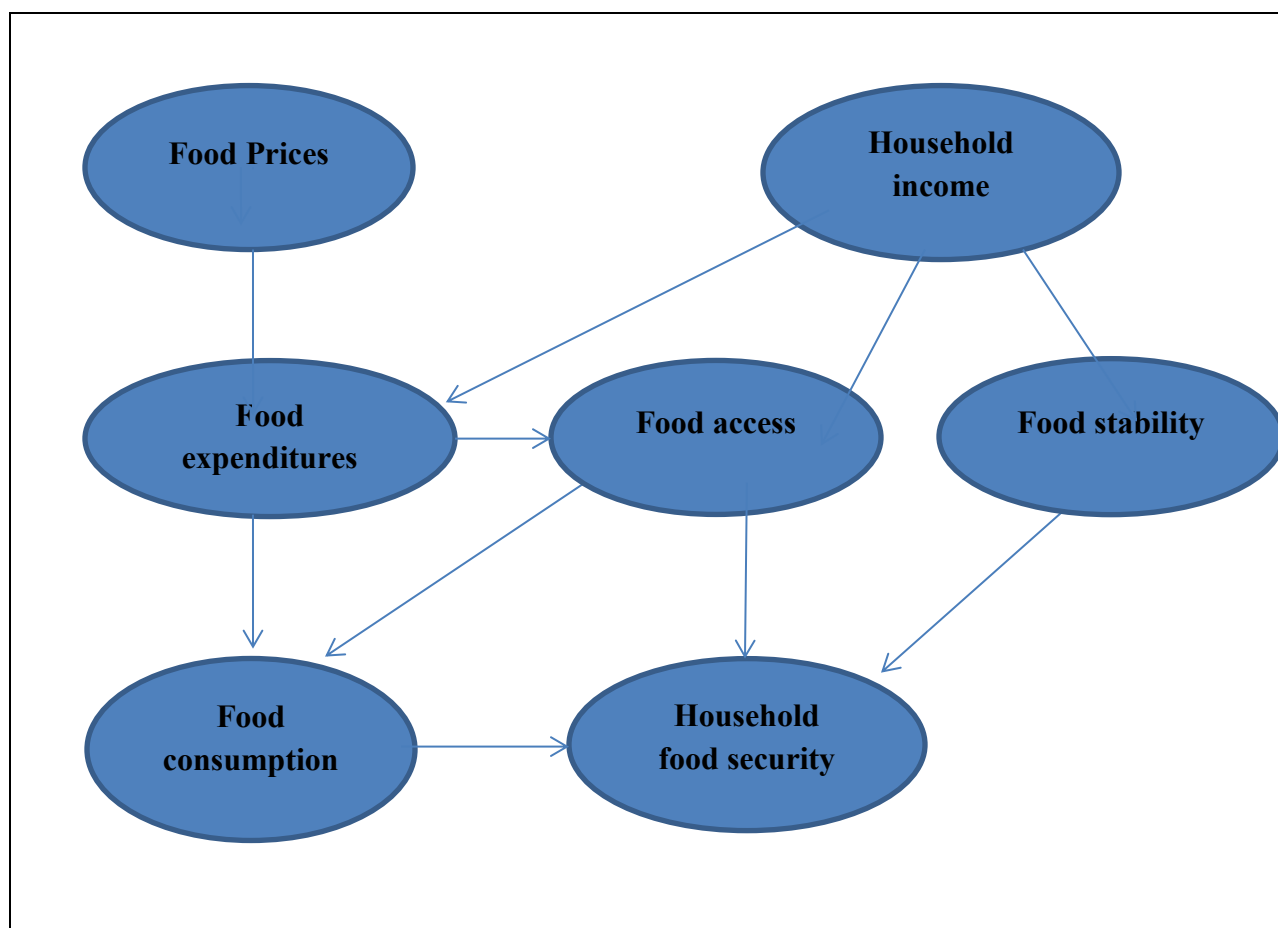 Food Prices
Household
income
Food
expenditures
Food access
Food stability
Food
consumption
Household
food security